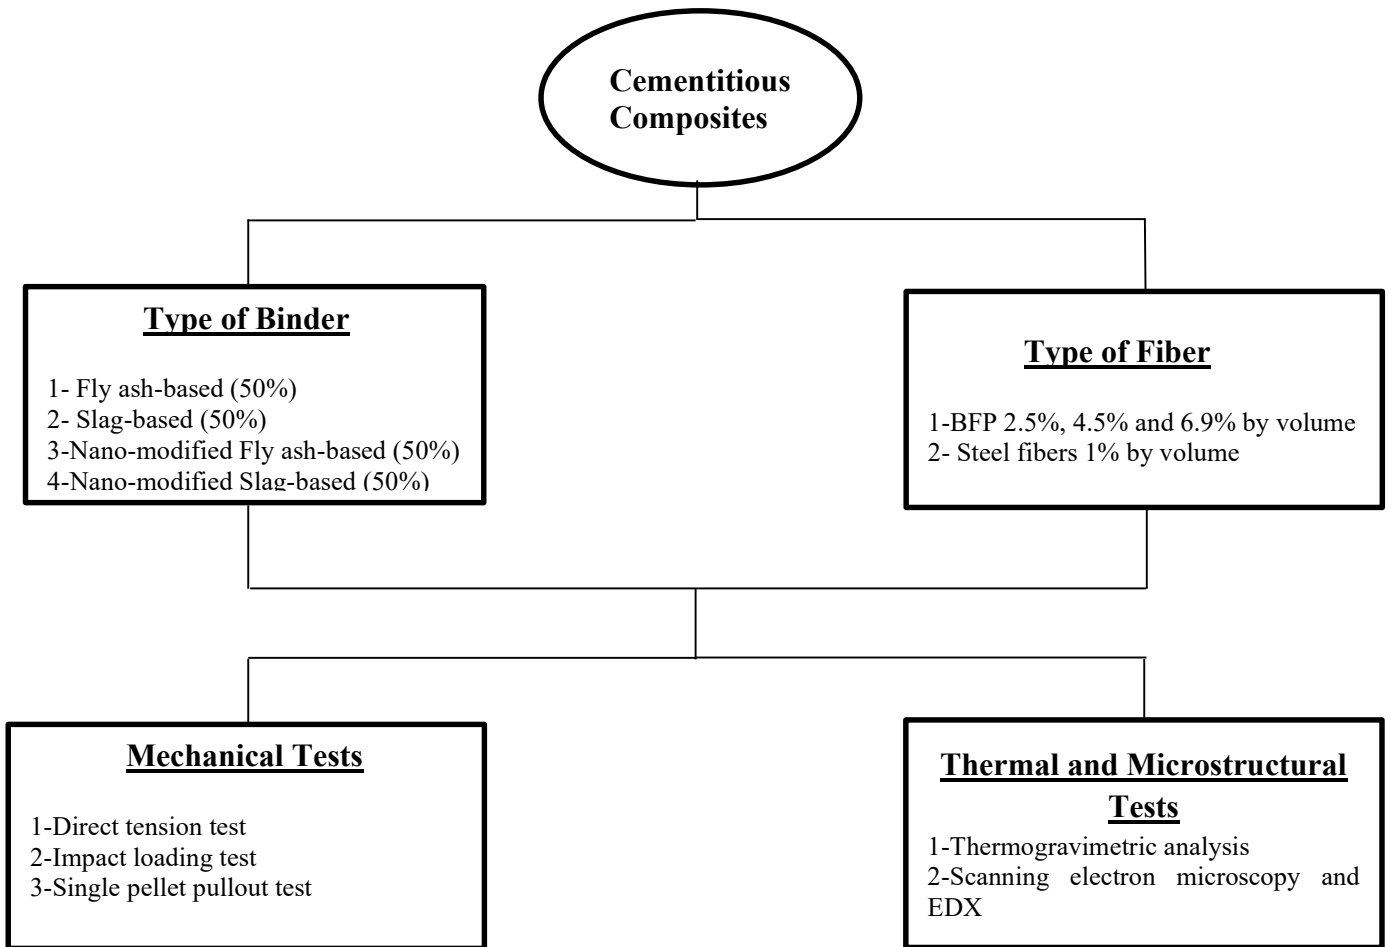 Cementitious
Composites
Type of Binder
1- Fly ash-based (50%)
2- Slag-based (50%)
3-Nano-modified Fly ash-based (50%)
4-Nano-modified Slag-based (50%)
Type of Fiber
1-BFP 2.5%, 4.5% and 6.9% by volume
2- Steel fibers 1% by volume
Mechanical Tests
1-Direct tension test
2-Impact loading test
3-Single pellet pullout test
Thermal and Microstructural
Tests
1-Thermogravimetric analysis
2-Scanning electron microscopy and
EDX